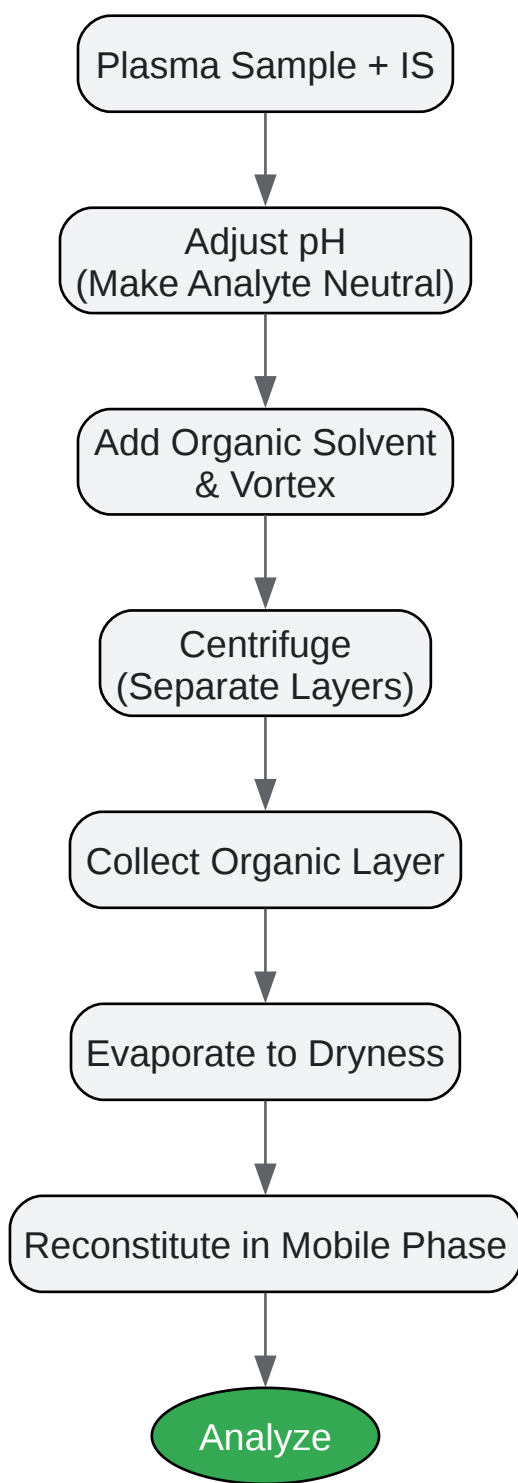 Plasma Sample + IS
Adjust pH
(Make Analyte Neutral)
Add Organic Solvent
& Vortex
Centrifuge
(Separate Layers)
Collect Organic Layer
Evaporate to Dryness
Reconstitute in Mobile Phase
Analyze